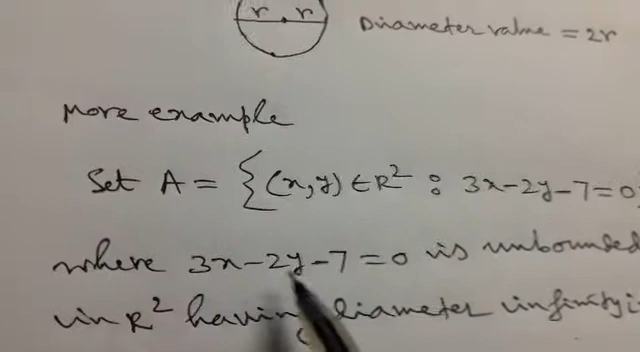 r r
Diameter value = 2r
More example
Set A = {(x,y) ∈ R² : 3x-2y-7=0
where 3x-2y-7=0 is unbounded
in R² having diameter infinity